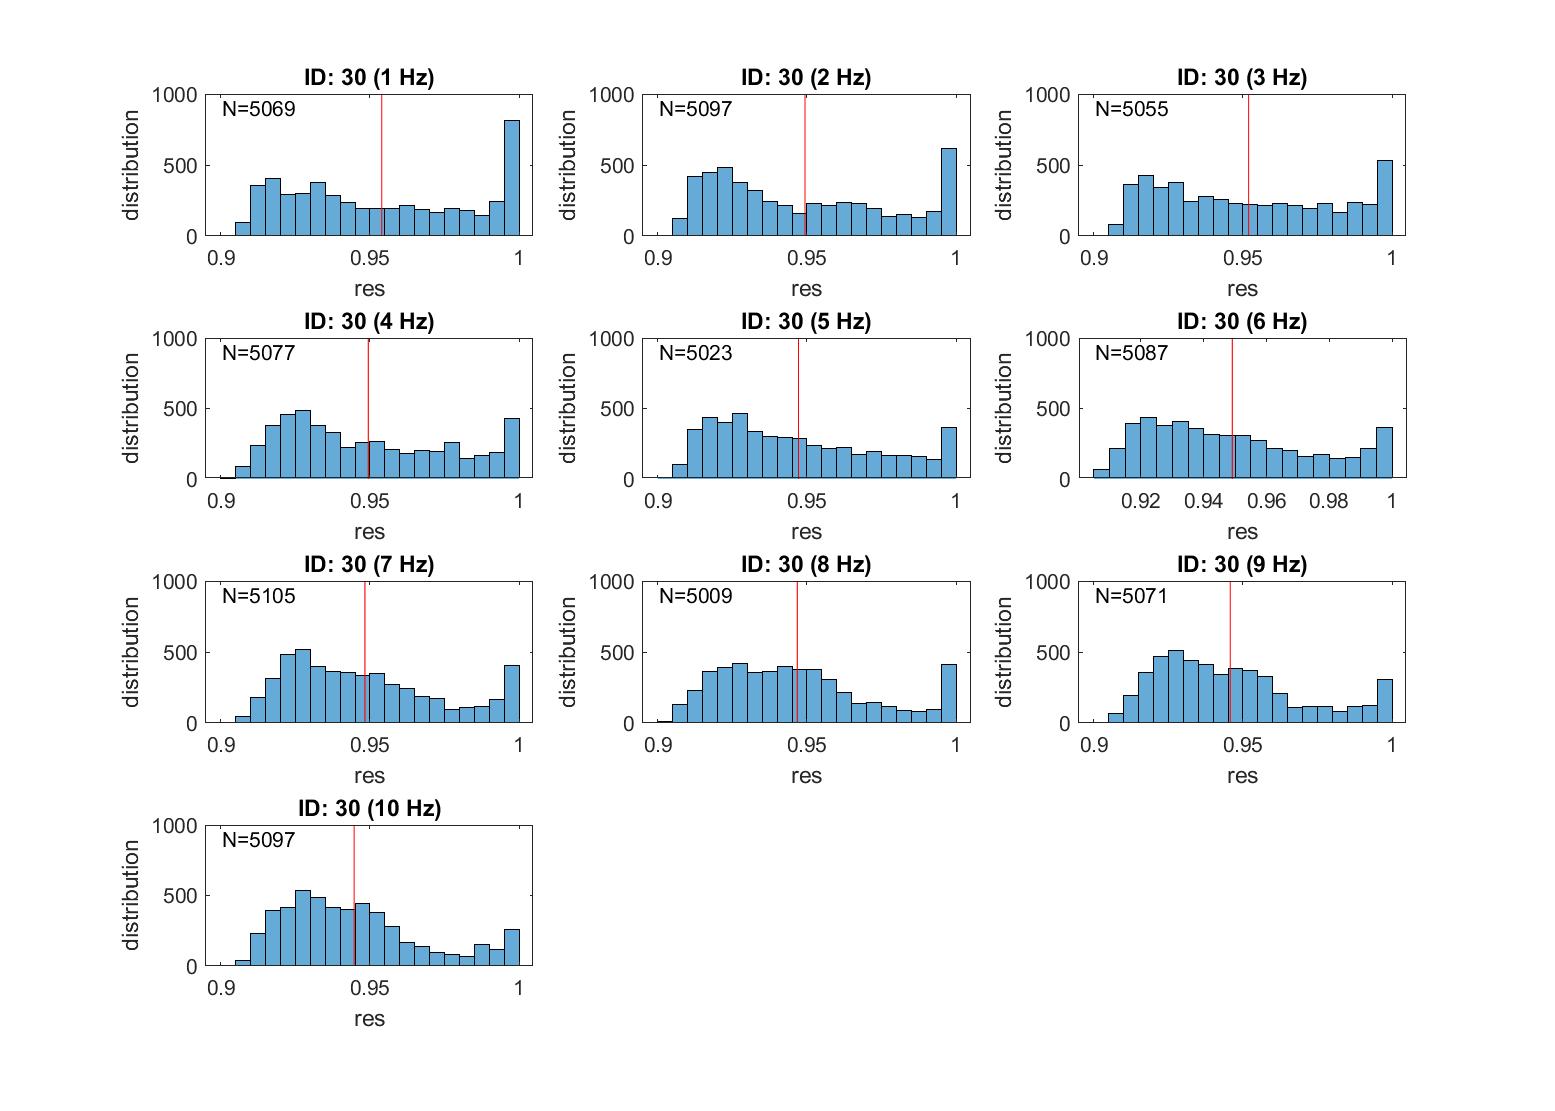 ID: 30 (1 Hz)
N=5069
1000
500
0
distribution
0.9 0.95 1
res
ID: 30 (2 Hz)
N=5097
1000
500
0
distribution
0.9 0.95 1
res
ID: 30 (3 Hz)
N=5055
1000
500
0
distribution
0.9 0.95 1
res
ID: 30 (4 Hz)
N=5077
1000
500
0
distribution
0.9 0.95 1
res
ID: 30 (5 Hz)
N=5023
1000
500
0
distribution
0.9 0.95 1
res
ID: 30 (6 Hz)
N=5087
1000
500
0
distribution
0.92 0.94 0.96 0.98 1
res
ID: 30 (7 Hz)
N=5105
1000
500
0
distribution
0.9 0.95 1
res
ID: 30 (8 Hz)
N=5009
1000
500
0
distribution
0.9 0.95 1
res
ID: 30 (9 Hz)
N=5071
1000
500
0
distribution
0.9 0.95 1
res
ID: 30 (10 Hz)
N=5097
1000
500
0
distribution
0.9 0.95 1
res